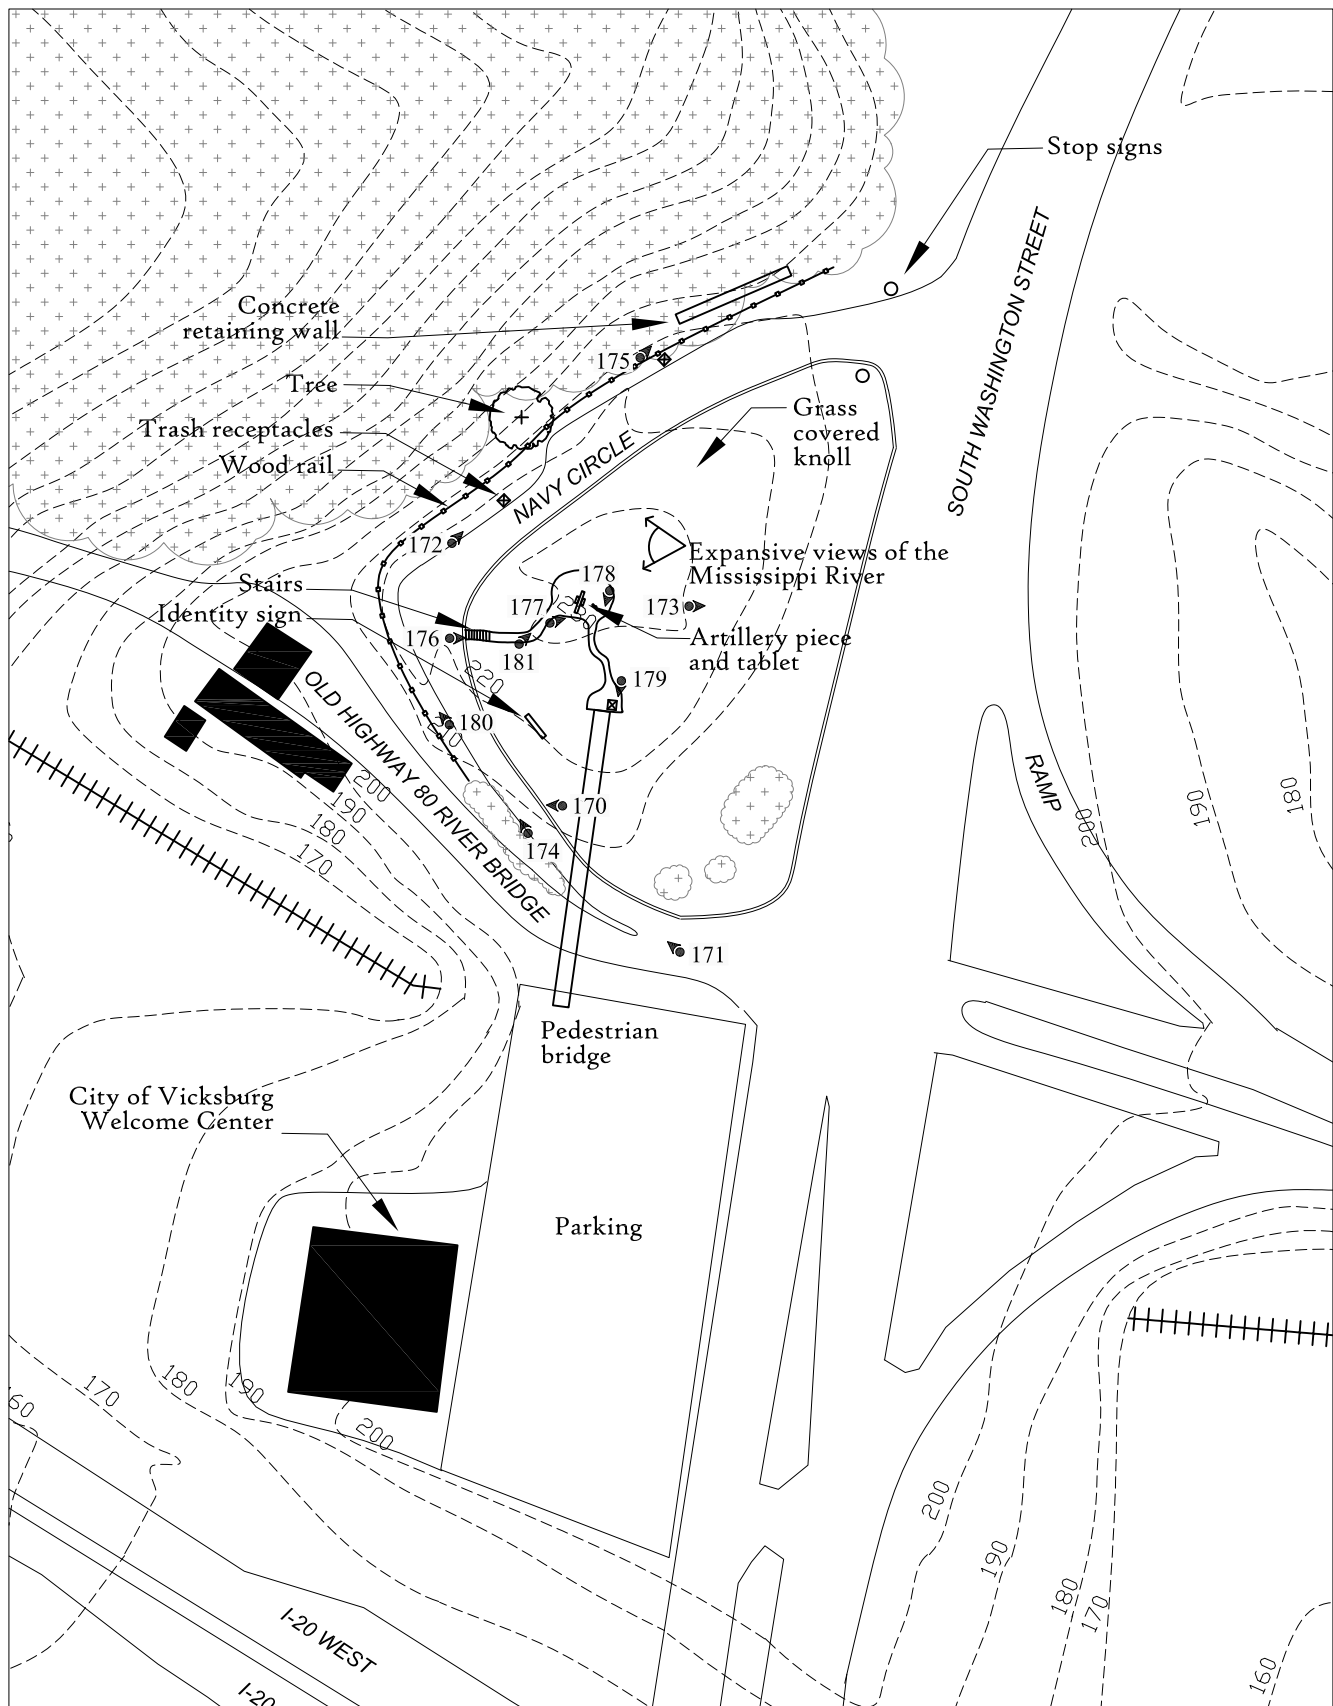 Stop signs
SOUTH WASHINGTON STREET
Concrete
retaining wall
175
Tree
Trash receptacles
Wood rail
Grass
covered
knoll
NAVY CIRCLE
172
Expansive views of the
Mississippi River
Stairs
178
Identity sign
177
173
176
181
Artillery piece
and tablet
179
220
180
OLD HIGHWAY 80 RIVER BRIDGE
200
190
180
170
170
174
171
RAMP
200
190
180
Pedestrian
bridge
City of Vicksburg
Welcome Center
Parking
170
180
190
200
200
190
180
170
160
I-20 WEST
I-20